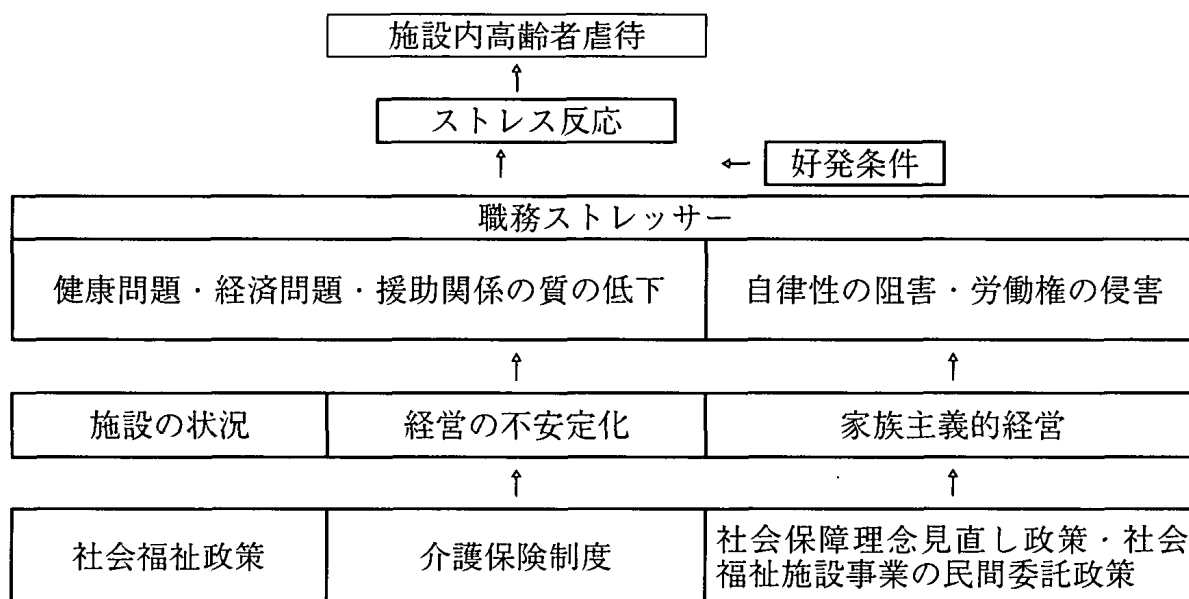 施設内高齢者虐待
ストレス反応
好発条件
職務ストレッサー
健康問題・経済問題・援助関係の質の低下
自律性の阻害・労働権の侵害
施設の状況
経営の不安定化
家族主義的経営
社会福祉政策
介護保険制度
社会保障理念見直し政策・社会
福祉施設事業の民間委託政策